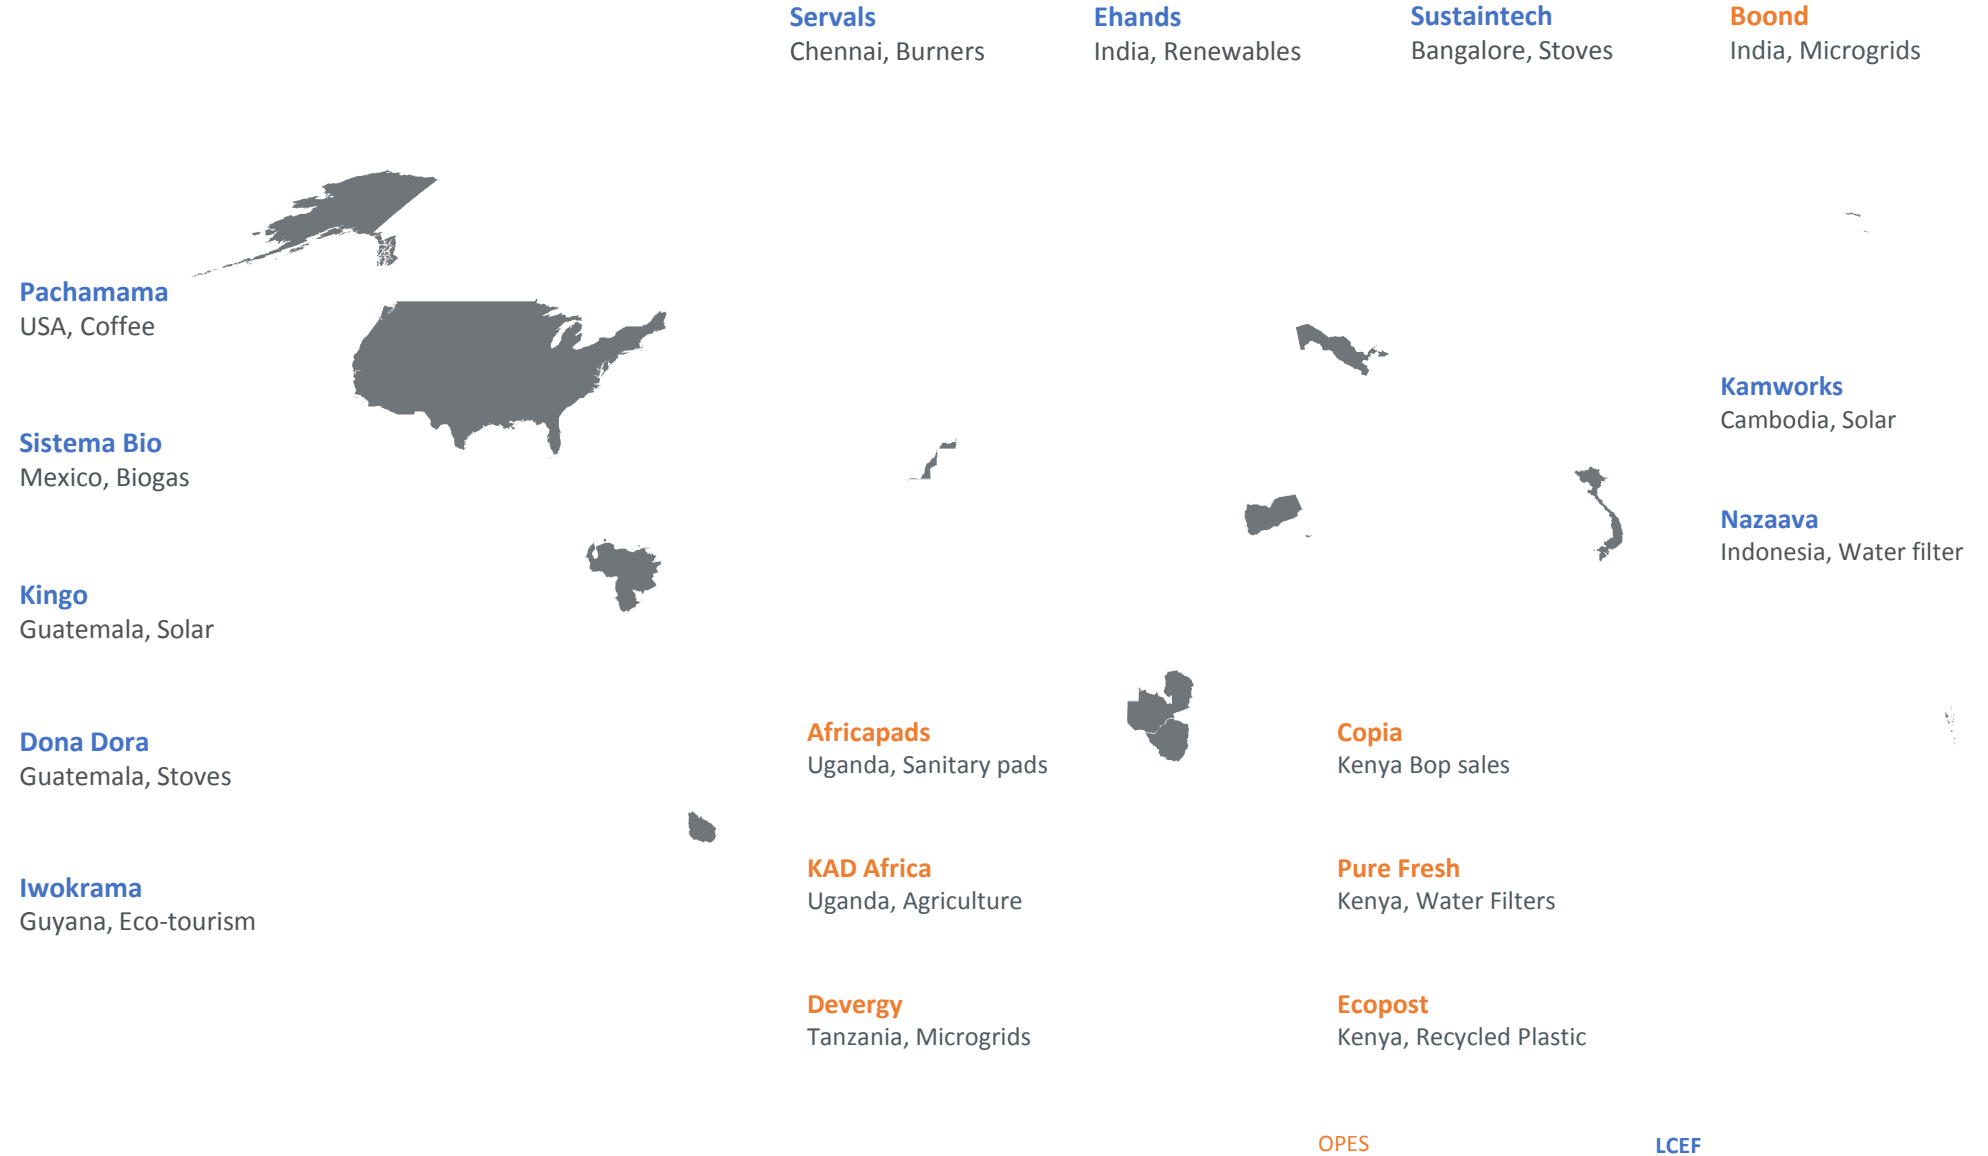 Servals
Chennai, Burners
Ehands
India, Renewables
Sustaintech
Bangalore, Stoves
Boond
India, Microgrids
Pachamama
USA, Coffee
Sistema Bio
Mexico, Biogas
Kingo
Guatemala, Solar
Dona Dora
Guatemala, Stoves
Iwokrama
Guyana, Eco-tourism
Kamworks
Cambodia, Solar
Nazaava
Indonesia, Water filter
Africapads
Uganda, Sanitary pads
KAD Africa
Uganda, Agriculture
Devergy
Tanzania, Microgrids
Copia
Kenya Bop sales
Pure Fresh
Kenya, Water Filters
Ecopost
Kenya, Recycled Plastic
OPES
LCEF